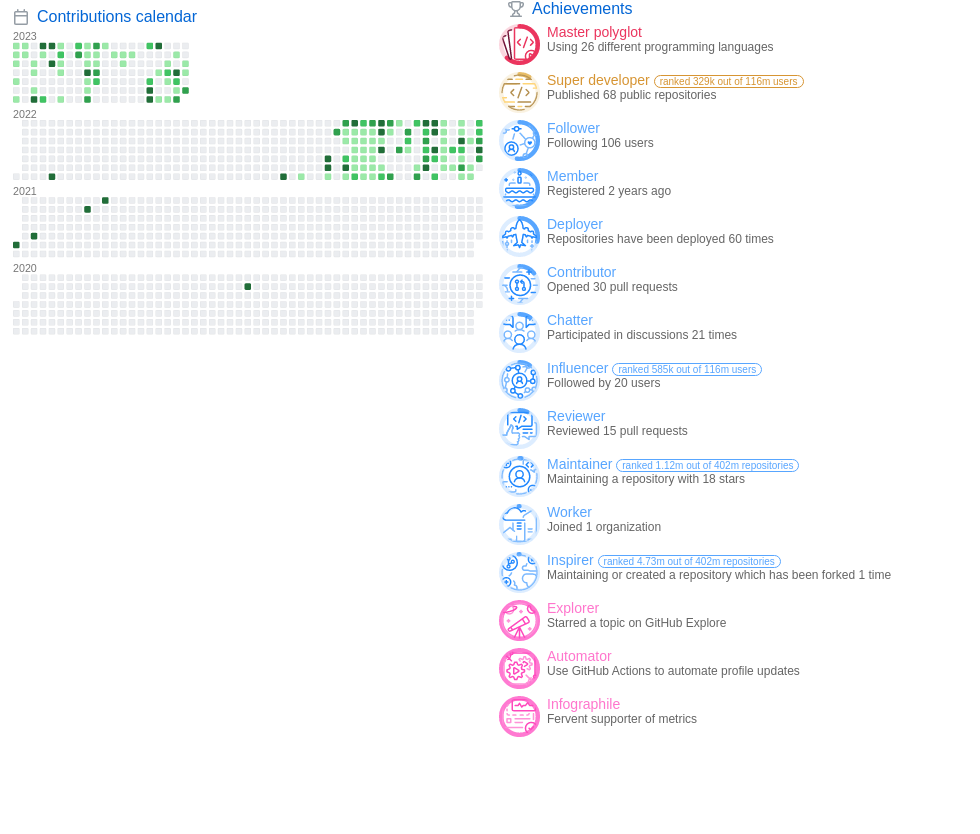 Contributions calendar
2023
2022
2021
2020
Achievements
Master polyglot
Using 26 different programming languages
Super developer ranked 329k out of 116m users
Published 68 public repositories
Follower
Following 106 users
Member
Registered 2 years ago
Deployer
Repositories have been deployed 60 times
Contributor
Opened 30 pull requests
Chatter
Participated in discussions 21 times
Influencer ranked 585k out of 116m users
Followed by 20 users
Reviewer
Reviewed 15 pull requests
Maintainer ranked 1.12m out of 402m repositories
Maintaining a repository with 18 stars
Worker
Joined 1 organization
Inspirer ranked 4.73m out of 402m repositories
Maintaining or created a repository which has been forked 1 time
Explorer
Starred a topic on GitHub Explore
Automator
Use GitHub Actions to automate profile updates
Infographile
Fervent supporter of metrics